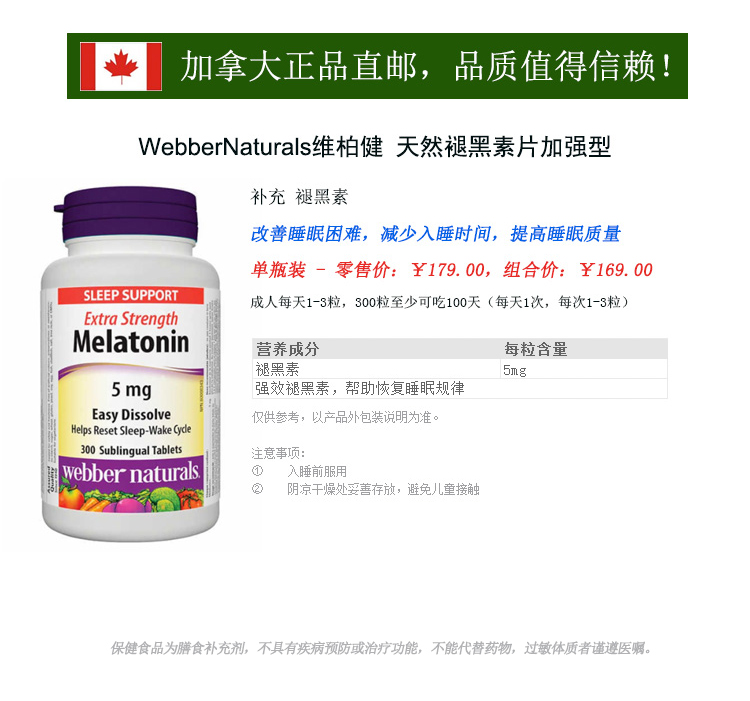 加拿大正品直邮，品质值得信赖！
WebberNaturals维柏健 天然褪黑素片加强型
补充 褪黑素
改善睡眠困难，减少入睡时间，提高睡眠质量
单瓶装 - 零售价：￥179.00，组合价：￥169.00
成人每天1-3粒，300粒至少可吃100天（每天1次，每次1-3粒）
营养成分 每粒含量
褪黑素 5mg
强效褪黑素，帮助恢复睡眠规律
仅供参考，以产品外包装说明为准。
注意事项：
① 入睡前服用
② 阴凉干燥处妥善存放，避免儿童接触
SLEEP SUPPORT
Extra Strength
Melatonin
5 mg
Easy Dissolve
Helps Reset Sleep-Wake Cycle
300 Sublingual Tablets
webber naturals
保健食品为膳食补充剂，不具有疾病预防或治疗功能，不能代替药物，过敏体质者谨遵医嘱。